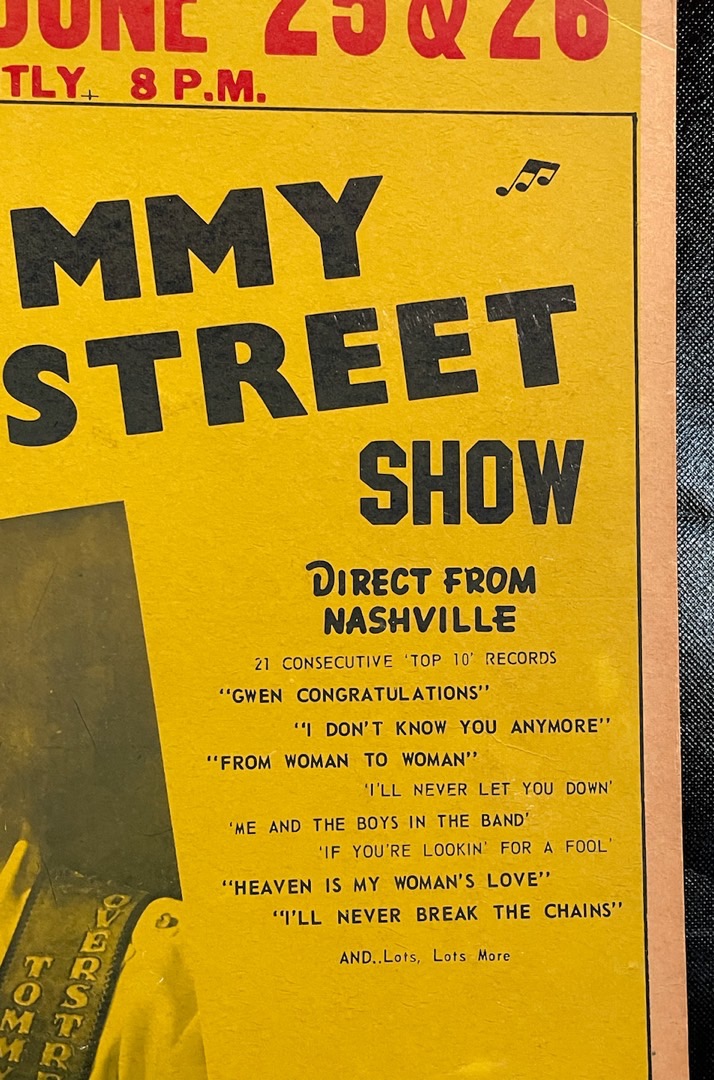 JUNE 25 & 26
TLY 8 P.M.
MMY
STREET
SHOW
DIRECT FROM
NASHVILLE
21 CONSECUTIVE 'TOP 10' RECORDS
"GWEN CONGRATULATIONS"
"I DON'T KNOW YOU ANYMORE"
"FROM WOMAN TO WOMAN"
'I'LL NEVER LET YOU DOWN'
'ME AND THE BOYS IN THE BAND'
'IF YOU'RE LOOKIN' FOR A FOOL'
"HEAVEN IS MY WOMAN'S LOVE"
"I'LL NEVER BREAK THE CHAINS"
AND..Lots, Lots More
TOMMY
OVERSTR